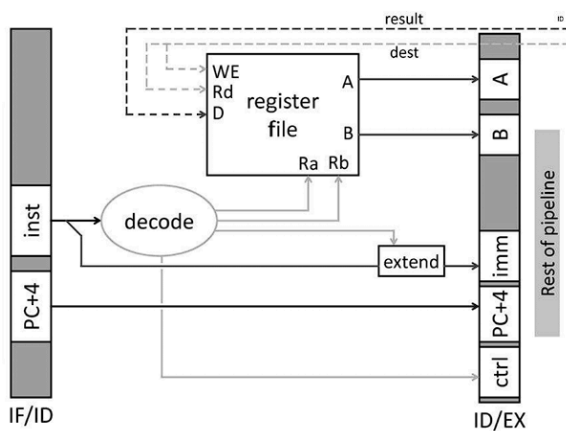 result
ID
dest
WE
Rd
D
A
B
register
file
Ra Rb
A
B
inst
decode
extend
imm
PC+4
PC+4
ctrl
Rest of pipeline
IF/ID
ID/EX